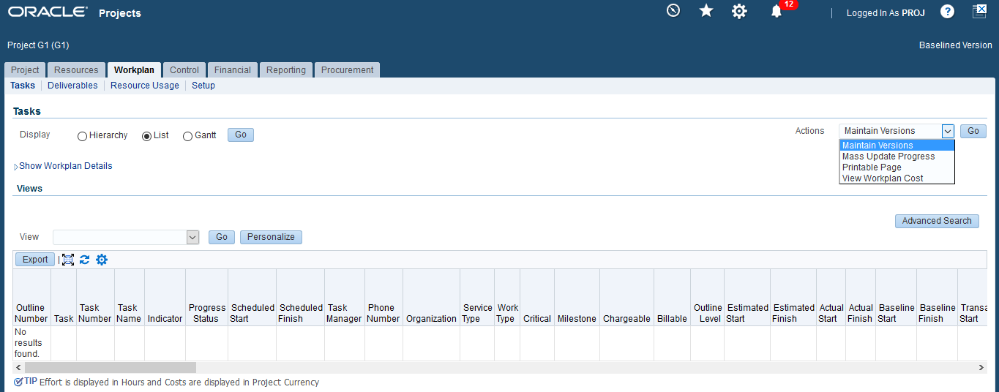 ORACLE® Projects 12 Logged In As PROJ ?
Project G1 (G1) Baselined Version
Project Resources Workplan Control Financial Reporting Procurement
Tasks Deliverables Resource Usage Setup
Tasks
Display Hierarchy List Gantt Go Actions Maintain Versions Go
Maintain Versions
Mass Update Progress
Printable Page
View Workplan Cost
Show Workplan Details
Views
Advanced Search
View Go Personalize
Export
Outline Number Task Task Number Task Name Indicator Progress Status Scheduled Start Scheduled Finish Task Manager Phone Number Organization Service Type Work Type Critical Milestone Chargeable Billable Outline Level Estimated Start Estimated Finish Actual Start Actual Finish Baseline Start Baseline Finish Transa Start
No results found.
TIP Effort is displayed in Hours and Costs are displayed in Project Currency